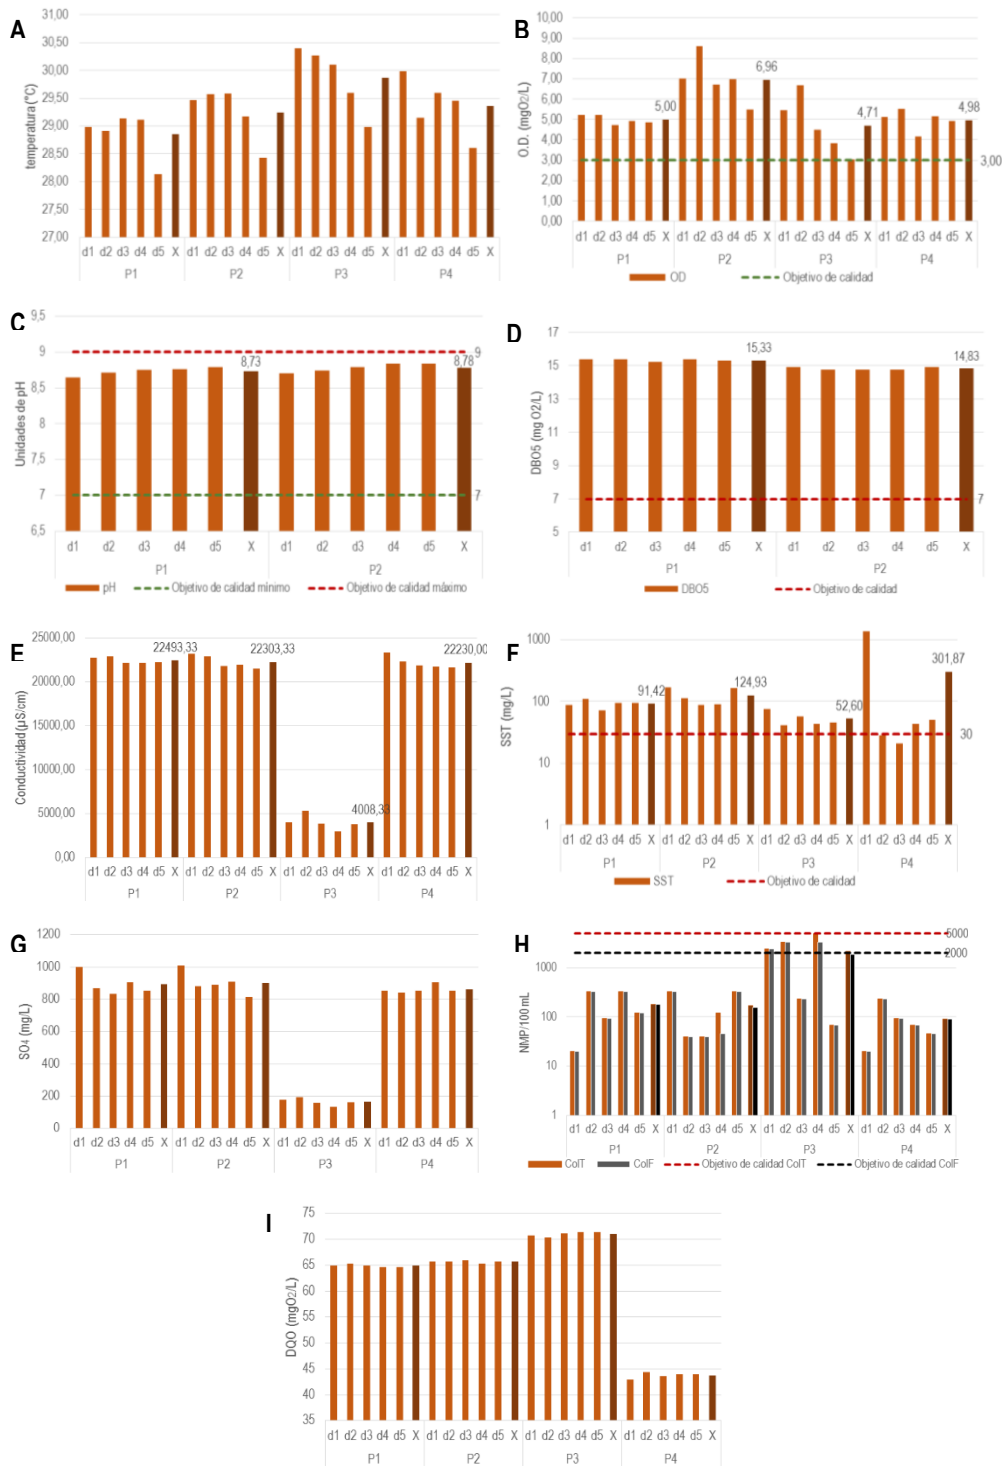 A
temperatura (°C)
31,00
30,50
30,00
29,50
29,00
28,50
28,00
27,50
27,00
d1 d2 d3 d4 d5 X d1 d2 d3 d4 d5 X d1 d2 d3 d4 d5 X d1 d2 d3 d4 d5 X
P1 P2 P3 P4
B
O.D. (mgO2/L)
10,00
9,00
8,00
7,00
6,00
5,00
4,00
3,00
2,00
1,00
0,00
5,00 6,96 4,71 4,98
3,00
d1 d2 d3 d4 d5 X d1 d2 d3 d4 d5 X d1 d2 d3 d4 d5 X d1 d2 d3 d4 d5 X
P1 P2 P3 P4
OD Objetivo de calidad
C
Unidades de pH
9,5
9
8,5
8
7,5
7
6,5
8,73 8,78
9
7
d1 d2 d3 d4 d5 X d1 d2 d3 d4 d5 X
P1 P2
pH Objetivo de calidad mínimo Objetivo de calidad máximo
D
DBO5 (mg O2/L)
17
15
13
11
9
7
5
15,33 14,83
7
d1 d2 d3 d4 d5 X d1 d2 d3 d4 d5 X
P1 P2
DBO5 Objetivo de calidad
E
Conductividad (µS/cm)
25000,00
20000,00
15000,00
10000,00
5000,00
0,00
22493,33 22303,33 4008,33 22230,00
d1 d2 d3 d4 d5 X d1 d2 d3 d4 d5 X d1 d2 d3 d4 d5 X d1 d2 d3 d4 d5 X
P1 P2 P3 P4
F
SST (mg/L)
1000
100
10
1
91,42 124,93 52,60 301,87
30
d1 d2 d3 d4 d5 X d1 d2 d3 d4 d5 X d1 d2 d3 d4 d5 X d1 d2 d3 d4 d5 X
P1 P2 P3 P4
SST Objetivo de calidad
G
SO4 (mg/L)
1200
1000
800
600
400
200
0
d1 d2 d3 d4 d5 X d1 d2 d3 d4 d5 X d1 d2 d3 d4 d5 X d1 d2 d3 d4 d5 X
P1 P2 P3 P4
H
NMP/100 mL
1000
100
10
1
5000
2000
d1 d2 d3 d4 d5 X d1 d2 d3 d4 d5 X d1 d2 d3 d4 d5 X d1 d2 d3 d4 d5 X
P1 P2 P3 P4
ColT ColF Objetivo de calidad ColT Objetivo de calidad ColF
I
DQO (mgO2/L)
75
70
65
60
55
50
45
40
35
d1 d2 d3 d4 d5 X d1 d2 d3 d4 d5 X d1 d2 d3 d4 d5 X d1 d2 d3 d4 d5 X
P1 P2 P3 P4